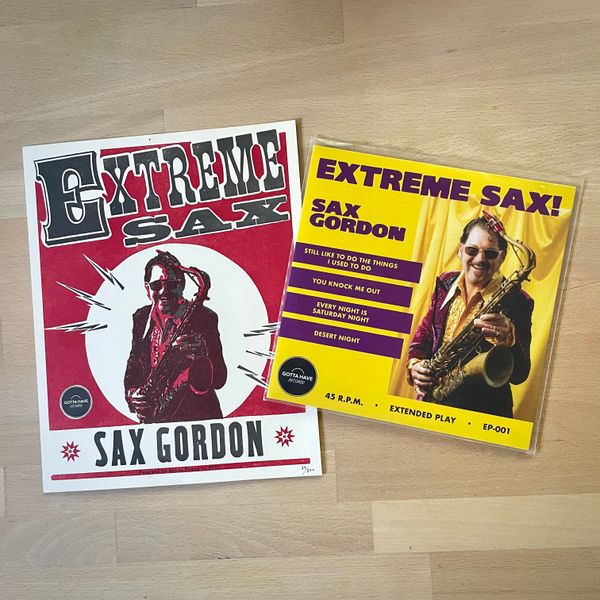 EXTREME
SAX
GOTTA HAVE
RECORDS
SAX GORDON
EXTREME SAX!
SAX
GORDON
STILL LIKE TO DO THE THINGS
I USED TO DO
YOU KNOCK ME OUT
EVERY NIGHT IS
SATURDAY NIGHT
DESERT NIGHT
GOTTA HAVE
RECORDS
45 R.P.M. • EXTENDED PLAY • EP-001